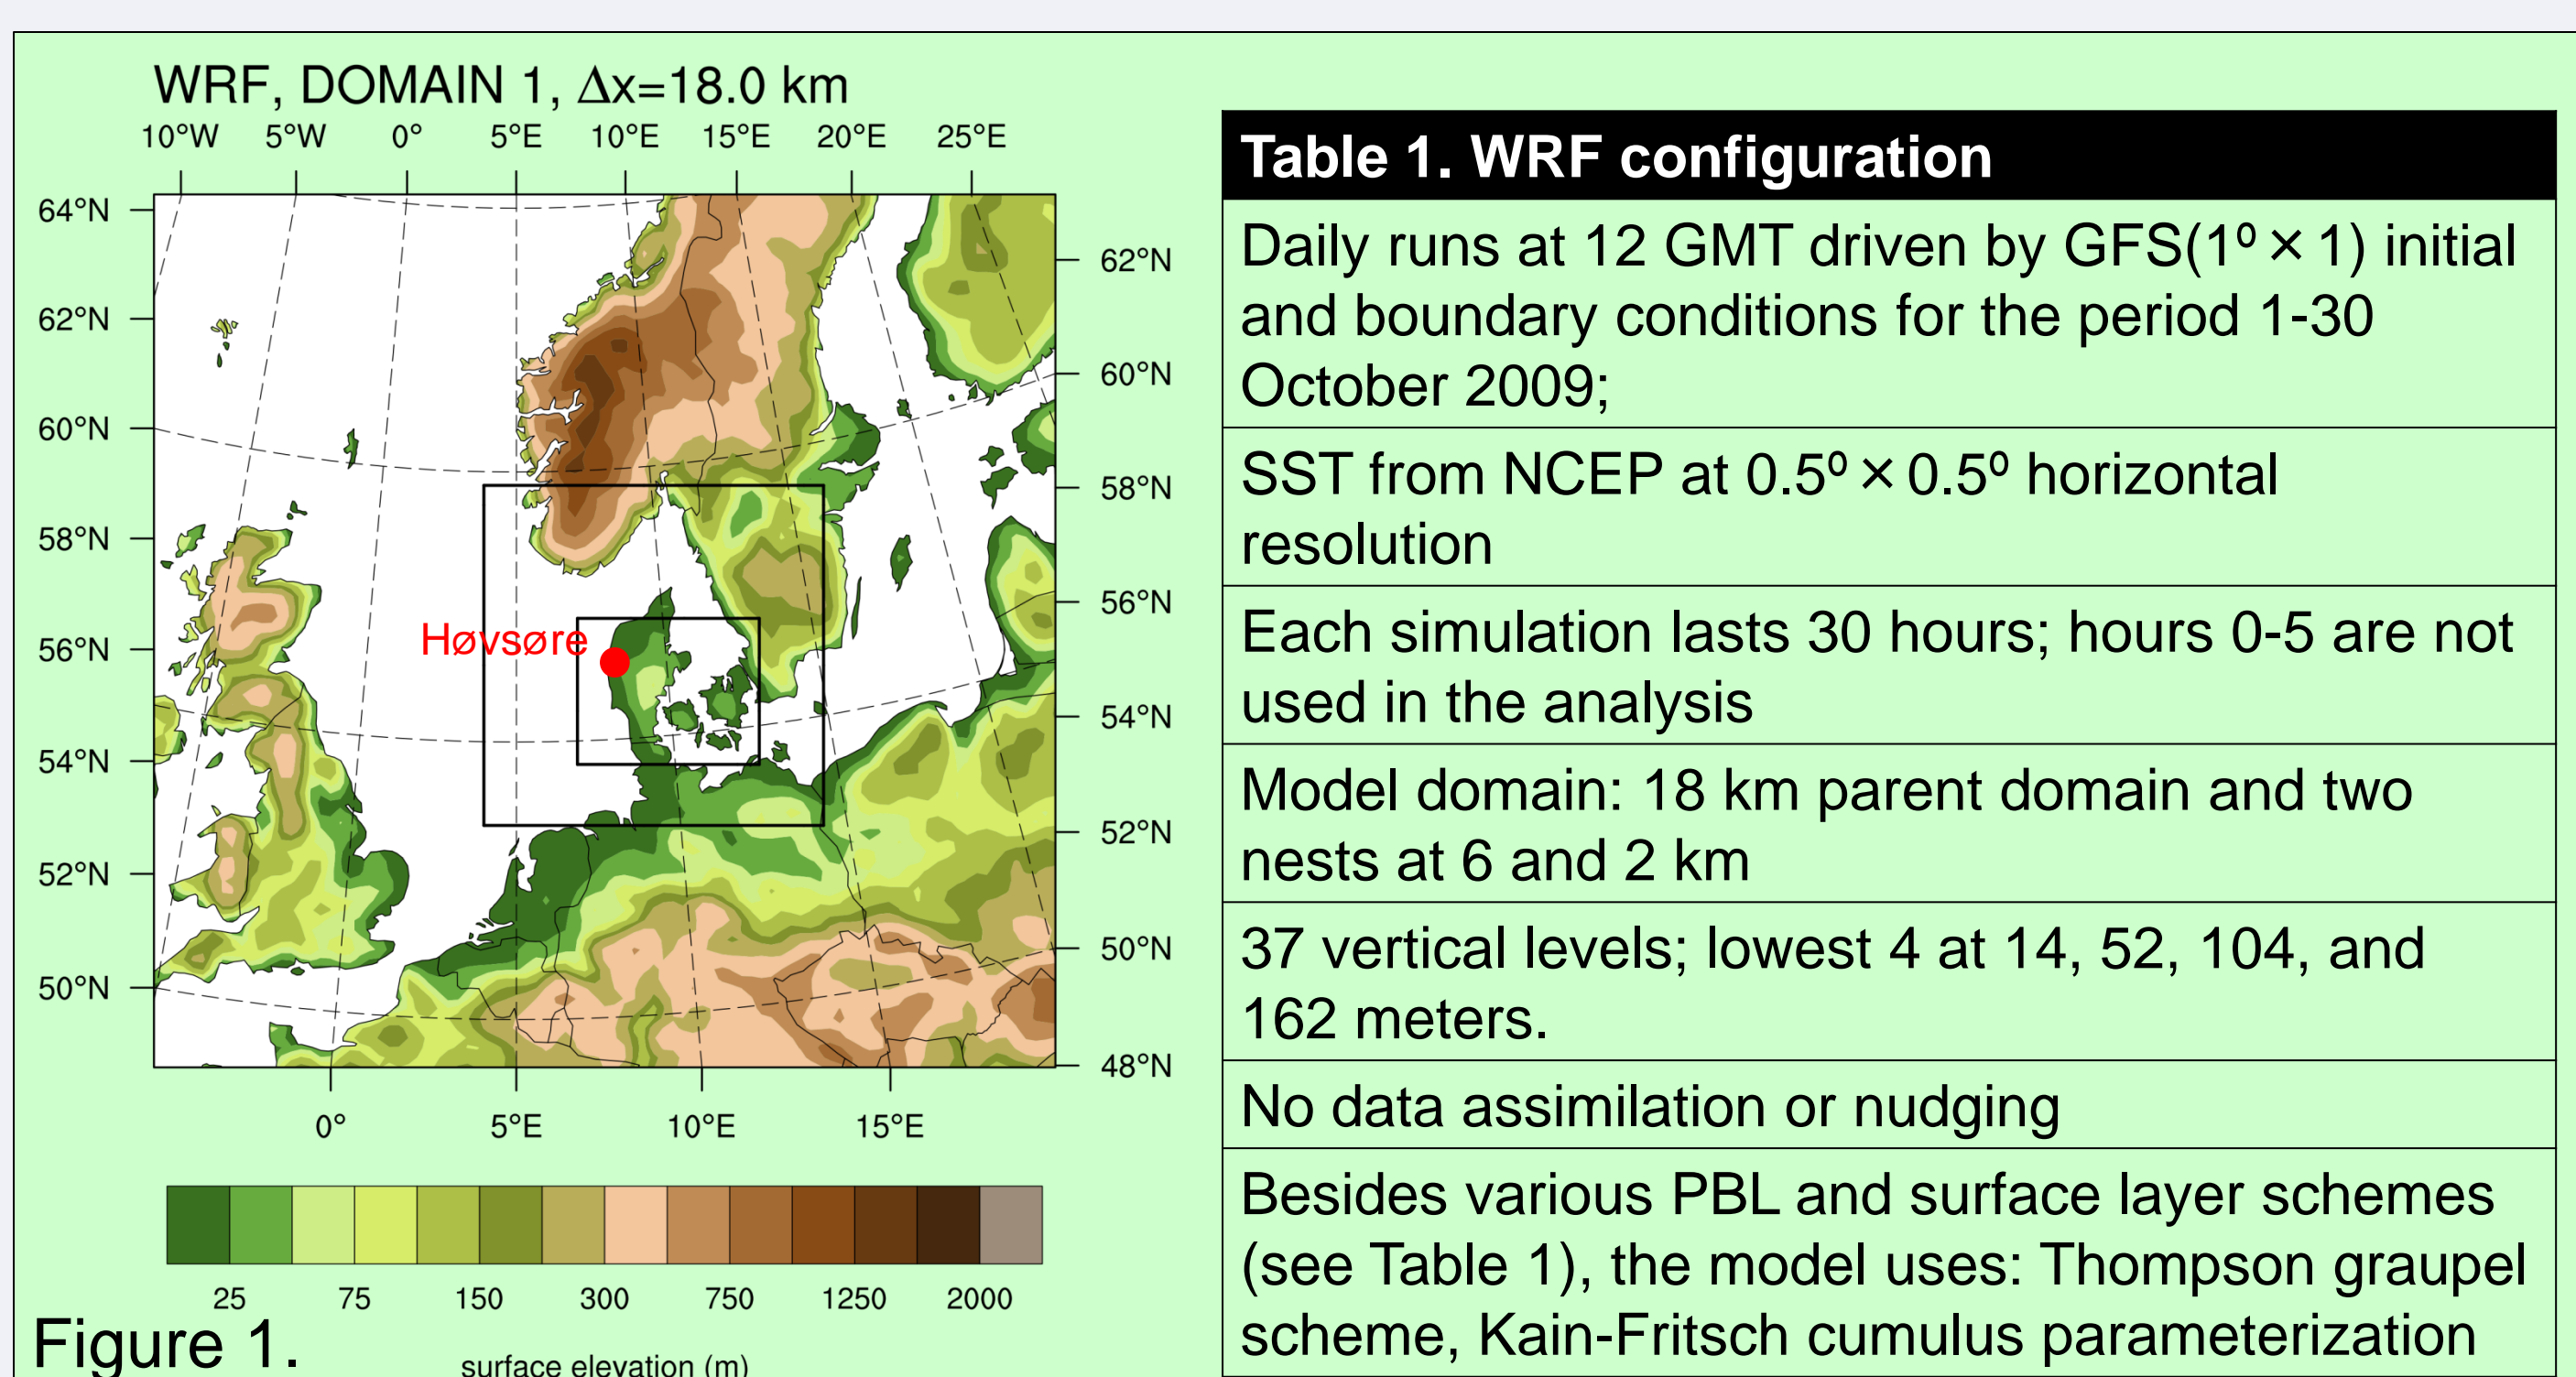 WRF, DOMAIN 1, Δx=18.0 km
10°W 5°W 0° 5°E 10°E 15°E 20°E 25°E
64°N
62°N
60°N
58°N
56°N
54°N
52°N
50°N
62°N
60°N
58°N
56°N
54°N
52°N
50°N
48°N
Høvsøre
0° 5°E 10°E 15°E
25 75 150 300 750 1250 2000
surface elevation (m)
Figure 1.
Table 1. WRF configuration
Daily runs at 12 GMT driven by GFS(1º × 1) initial
and boundary conditions for the period 1-30
October 2009;
SST from NCEP at 0.5º × 0.5º horizontal
resolution
Each simulation lasts 30 hours; hours 0-5 are not
used in the analysis
Model domain: 18 km parent domain and two
nests at 6 and 2 km
37 vertical levels; lowest 4 at 14, 52, 104, and
162 meters.
No data assimilation or nudging
Besides various PBL and surface layer schemes
(see Table 1), the model uses: Thompson graupel
scheme, Kain-Fritsch cumulus parameterization